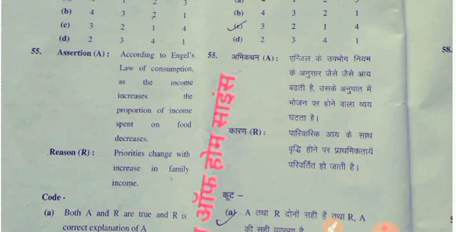 (b) 4 3 2 1
(c) 3 2 1 4
(d) 2 3 4 1
55. Assertion (A) : According to Engel's
Law of consumption,
as the income
increases the
proportion of income
spent on food
decreases.
Reason (R) : Priorities change with
increase in family
income.
Code -
(a) Both A and R are true and R is
correct explanation of A
(b) 4 3 2 1
3 2 1 4
(d) 2 3 4 1
55. अभिकथन (A) : एन्जिल के उपभोग नियम
के अनुसार जैसे जैसे आय
बढ़ती है, उसके अनुपात में
भोजन पर होने वाला व्यय
घटता है।
कारण (R) : पारिवारिक आय के साथ
वृद्धि होने पर प्राथमिकतायें
परिवर्तित हो जाती है।
कूट -
(a) A तथा R दोनों सही है तथा R, A
की सही व्याख्या है
58.
ऑफ होम साइंस